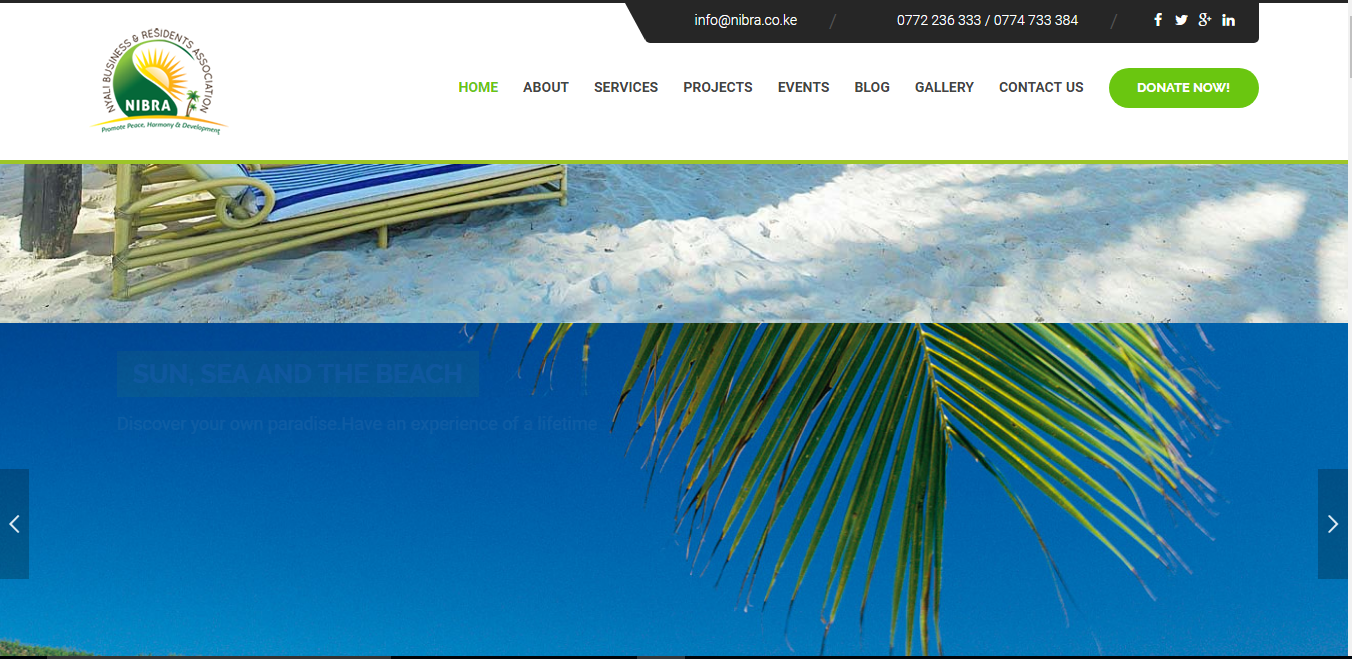 info@nibra.co.ke / 0772 236 333 / 0774 733 384 /
NYALI BUSINESS & RESIDENTS ASSOCIATION
NIBRA
Promote Peace, Harmony & Development
HOME ABOUT SERVICES PROJECTS EVENTS BLOG GALLERY CONTACT US DONATE NOW!
SUN, SEA AND THE BEACH
Discover your own paradise.Have an experience of a lifetime